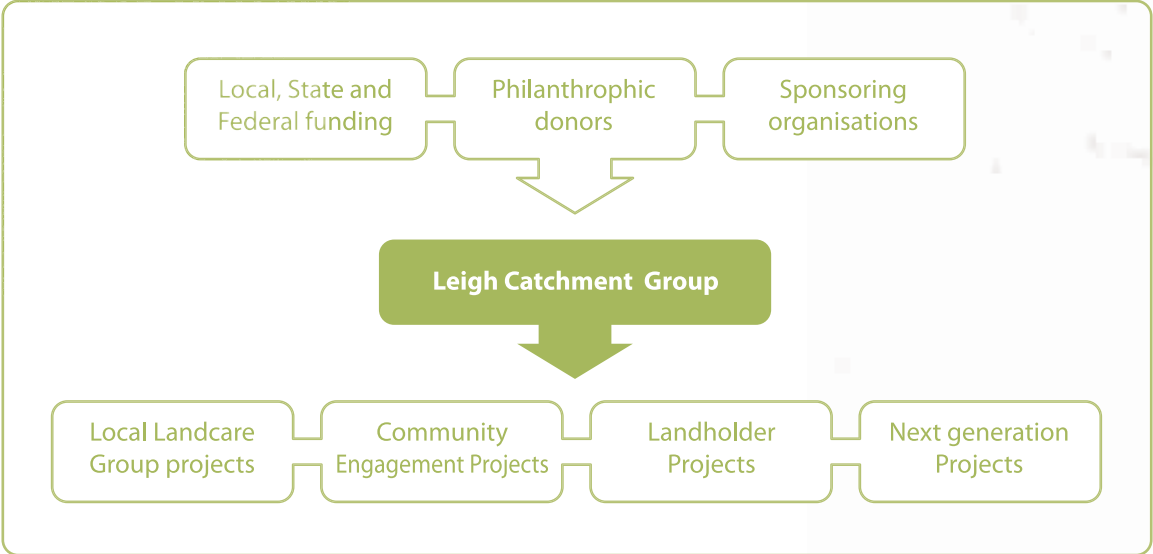 Local, State and
Federal funding
Philanthrophic
donors
Sponsoring
organisations
Leigh Catchment Group
Local Landcare
Group projects
Community
Engagement Projects
Landholder
Projects
Next generation
Projects